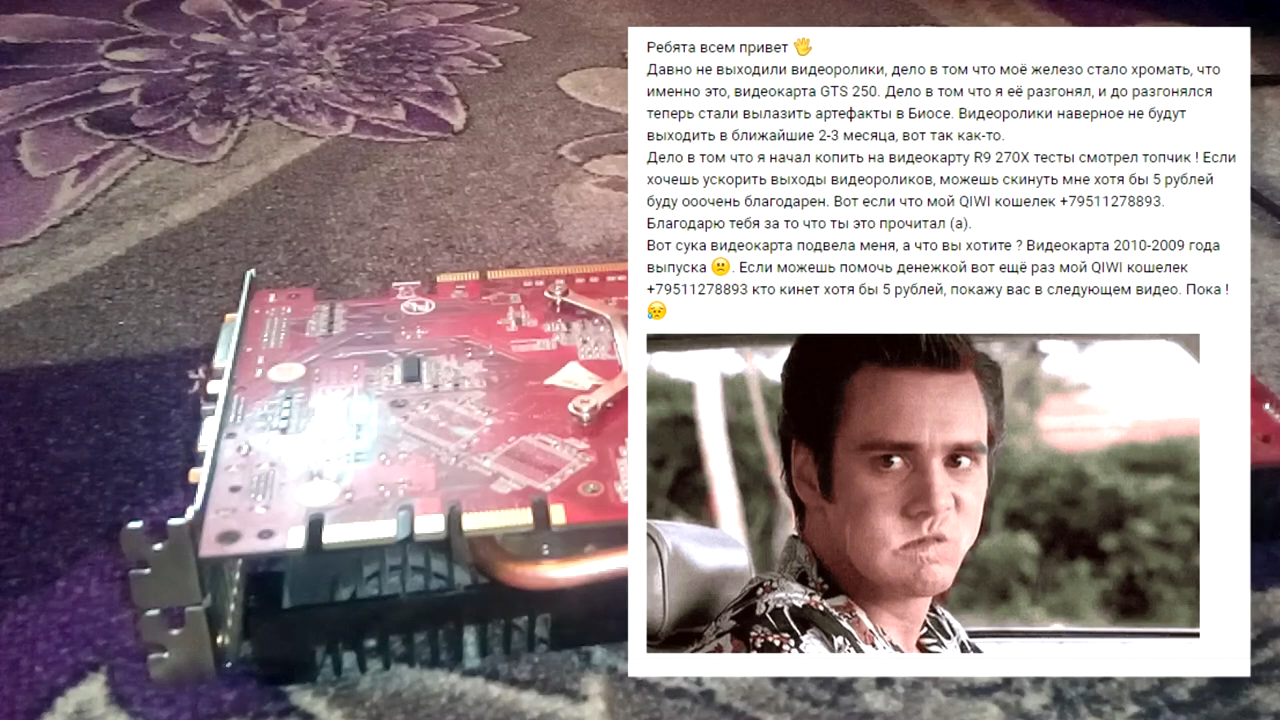 Ребята всем привет 🖐
Давно не выходили видеоролики, дело в том что моё железо стало хромать, что
именно это, видеокарта GTS 250. Дело в том что я её разгонял, и до разгонялся
теперь стали вылазить артефакты в Биосе. Видеоролики наверное не будут
выходить в ближайшие 2-3 месяца, вот так как-то.
Дело в том что я начал копить на видеокарту R9 270X тесты смотрел топчик ! Если
хочешь ускорить выходы видеороликов, можешь скинуть мне хотя бы 5 рублей
буду ооочень благодарен. Вот если что мой QIWI кошелек +79511278893.
Благодарю тебя за то что ты это прочитал (а).
Вот сука видеокарта подвела меня, а что вы хотите ? Видеокарта 2010-2009 года
выпуска 🙁. Если можешь помочь денежкой вот ещё раз мой QIWI кошелек
+79511278893 кто кинет хотя бы 5 рублей, покажу вас в следующем видео. Пока !
😥